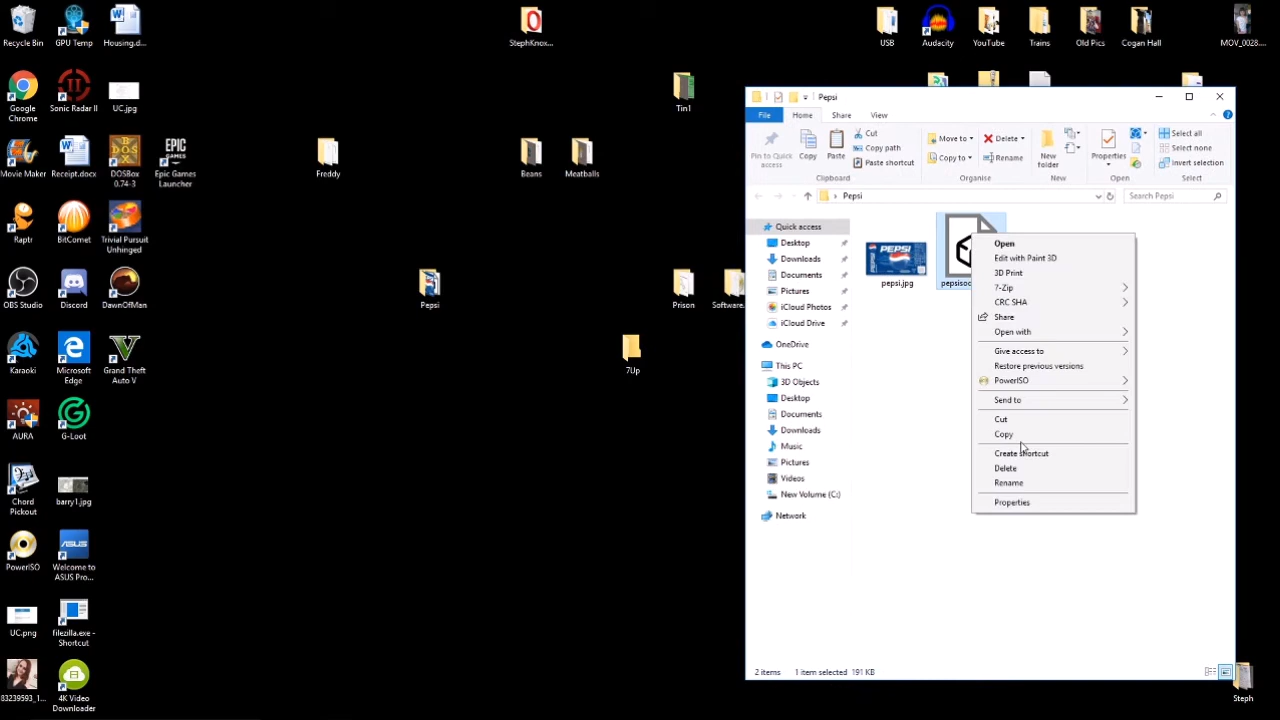 Recycle Bin
GPU Temp
Housing.d...
StephKnox...
USB
Audacity
YouTube
Trains
Old Pics
Cogan Hall
MOV_0028....
Google
Chrome
Sonic Radar II
UC.jpg
Tin1
Movie Maker
Receipt.docx
DOSBox
0.74-3
EPIC
GAMES
Epic Games
Launcher
Freddy
Beans
Meatballs
Raptr
BitComet
Trivial Pursuit
Unhinged
OBS Studio
Discord
DawnOfMan
Pepsi
Prison
Software...
Karaoki
Microsoft
Edge
Grand Theft
Auto V
7Up
AURA
G-Loot
Chord
Pickout
barry1.jpg
PowerISO
ASUS
Welcome to
ASUS Pro...
UC.png
filezilla.exe -
Shortcut
83239593_1...
4K Video
Downloader
Steph
Pepsi
File
Home
Share
View
Pin to Quick
access
Copy
Paste
Cut
Copy path
Paste shortcut
Clipboard
Move to
Copy to
Delete
Rename
Organise
New
folder
New
Properties
Open
Select all
Select none
Invert selection
Select
Pepsi
Search Pepsi
Quick access
Desktop
Downloads
Documents
Pictures
iCloud Photos
iCloud Drive
OneDrive
This PC
3D Objects
Desktop
Documents
Downloads
Music
Pictures
Videos
New Volume (C:)
Network
PEPSI
pepsi.jpg
Open
Edit with Paint 3D
3D Print
7-Zip
CRC SHA
Share
Open with
Give access to
Restore previous versions
PowerISO
Send to
Cut
Copy
Create shortcut
Delete
Rename
Properties
2 items
1 item selected 191 KB